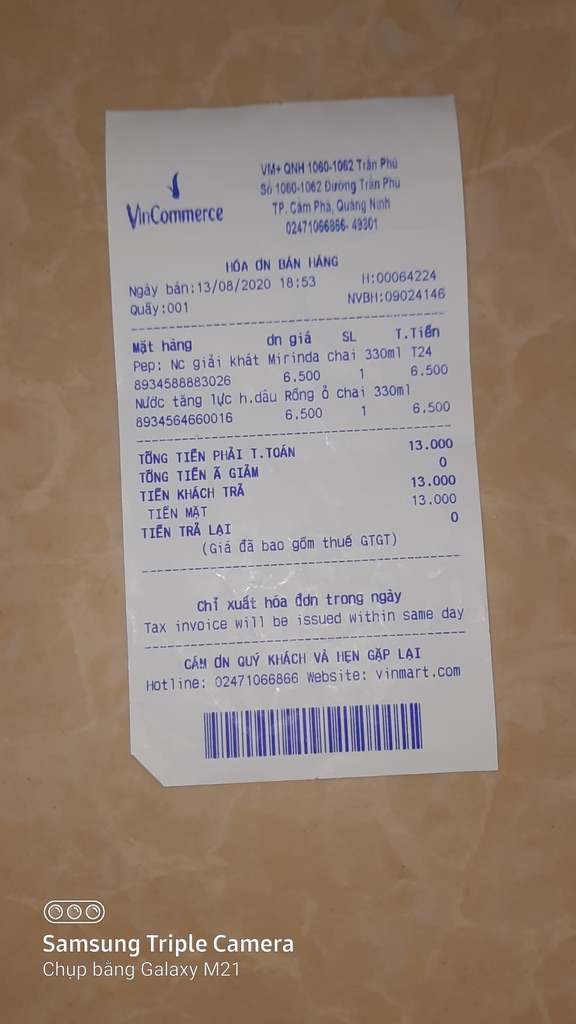 VinCommerce
VM+ QNH 1060-1062 Trần Phú
Số 1060-1062 Đường Trần Phú
TP. Cẩm Phả, Quảng Ninh
02471066866- 49301
HÓA ƠN BÁN HÀNG
Ngày bán:13/08/2020 18:53 H:00064224
Quầy:001 NVBH:09024146
Mặt hàng ơn giá SL T.Tiền
Pep: Nc giải khát Mirinda chai 330ml T24
8934588883026 6.500 1 6.500
Nước tăng lực h.dâu Rồng ỏ chai 330ml
8934564660016 6.500 1 6.500
TỔNG TIỀN PHẢI T.TOÁN 13.000
TỔNG TIỀN Ã GIẢM 0
TIỀN KHÁCH TRẢ 13.000
TIỀN MẶT 13.000
TIỀN TRẢ LẠI 0
(Giá đã bao gồm thuế GTGT)
Chỉ xuất hóa đơn trong ngày
Tax invoice will be issued within same day
CẢM ƠN QUÝ KHÁCH VÀ HẸN GẶP LẠI
Hotline: 02471066866 Website: vinmart.com
Samsung Triple Camera
Chụp bằng Galaxy M21